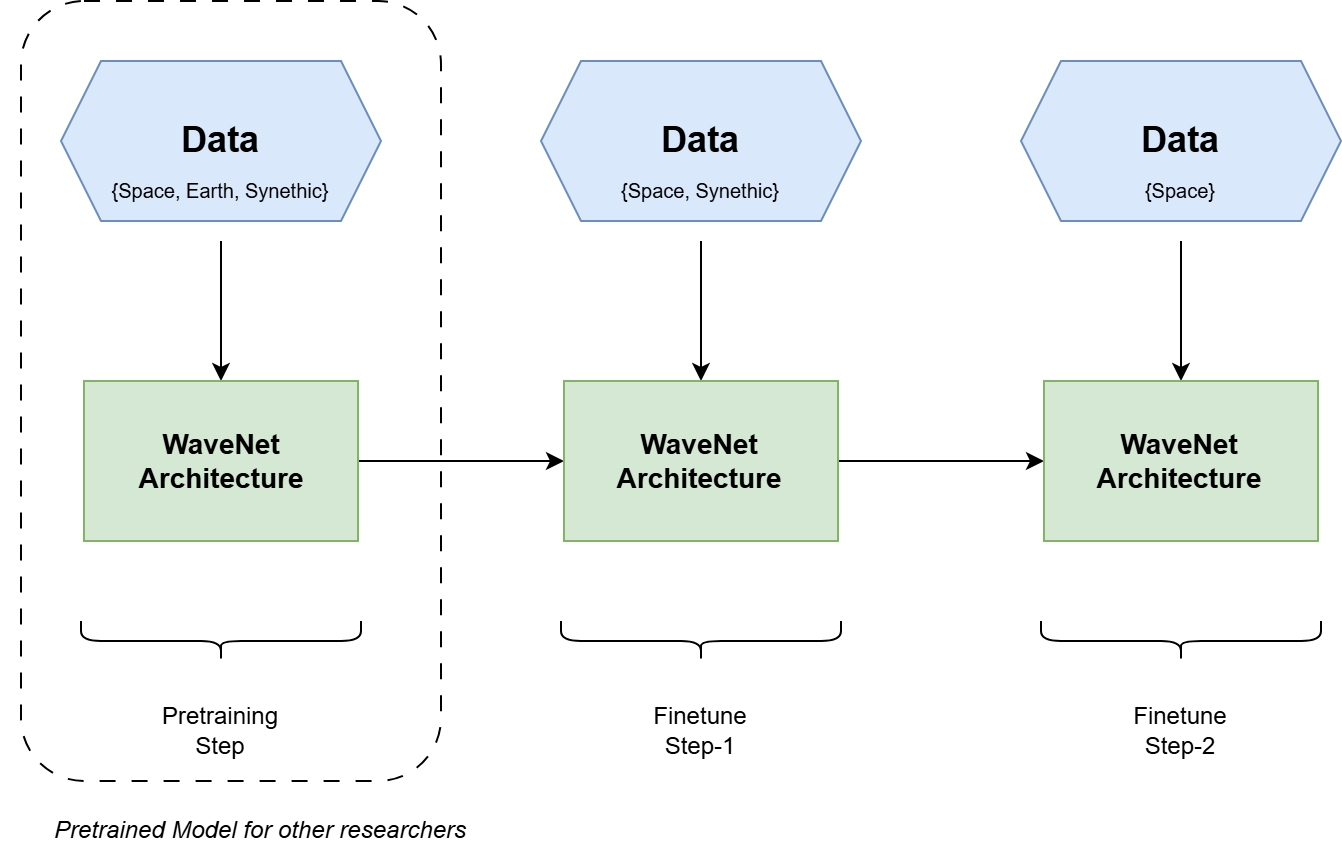 Data
{Space, Earth, Synethic}
Data
{Space, Synethic}
Data
{Space}
WaveNet
Architecture
WaveNet
Architecture
WaveNet
Architecture
Pretraining
Step
Finetune
Step-1
Finetune
Step-2
Pretrained Model for other researchers